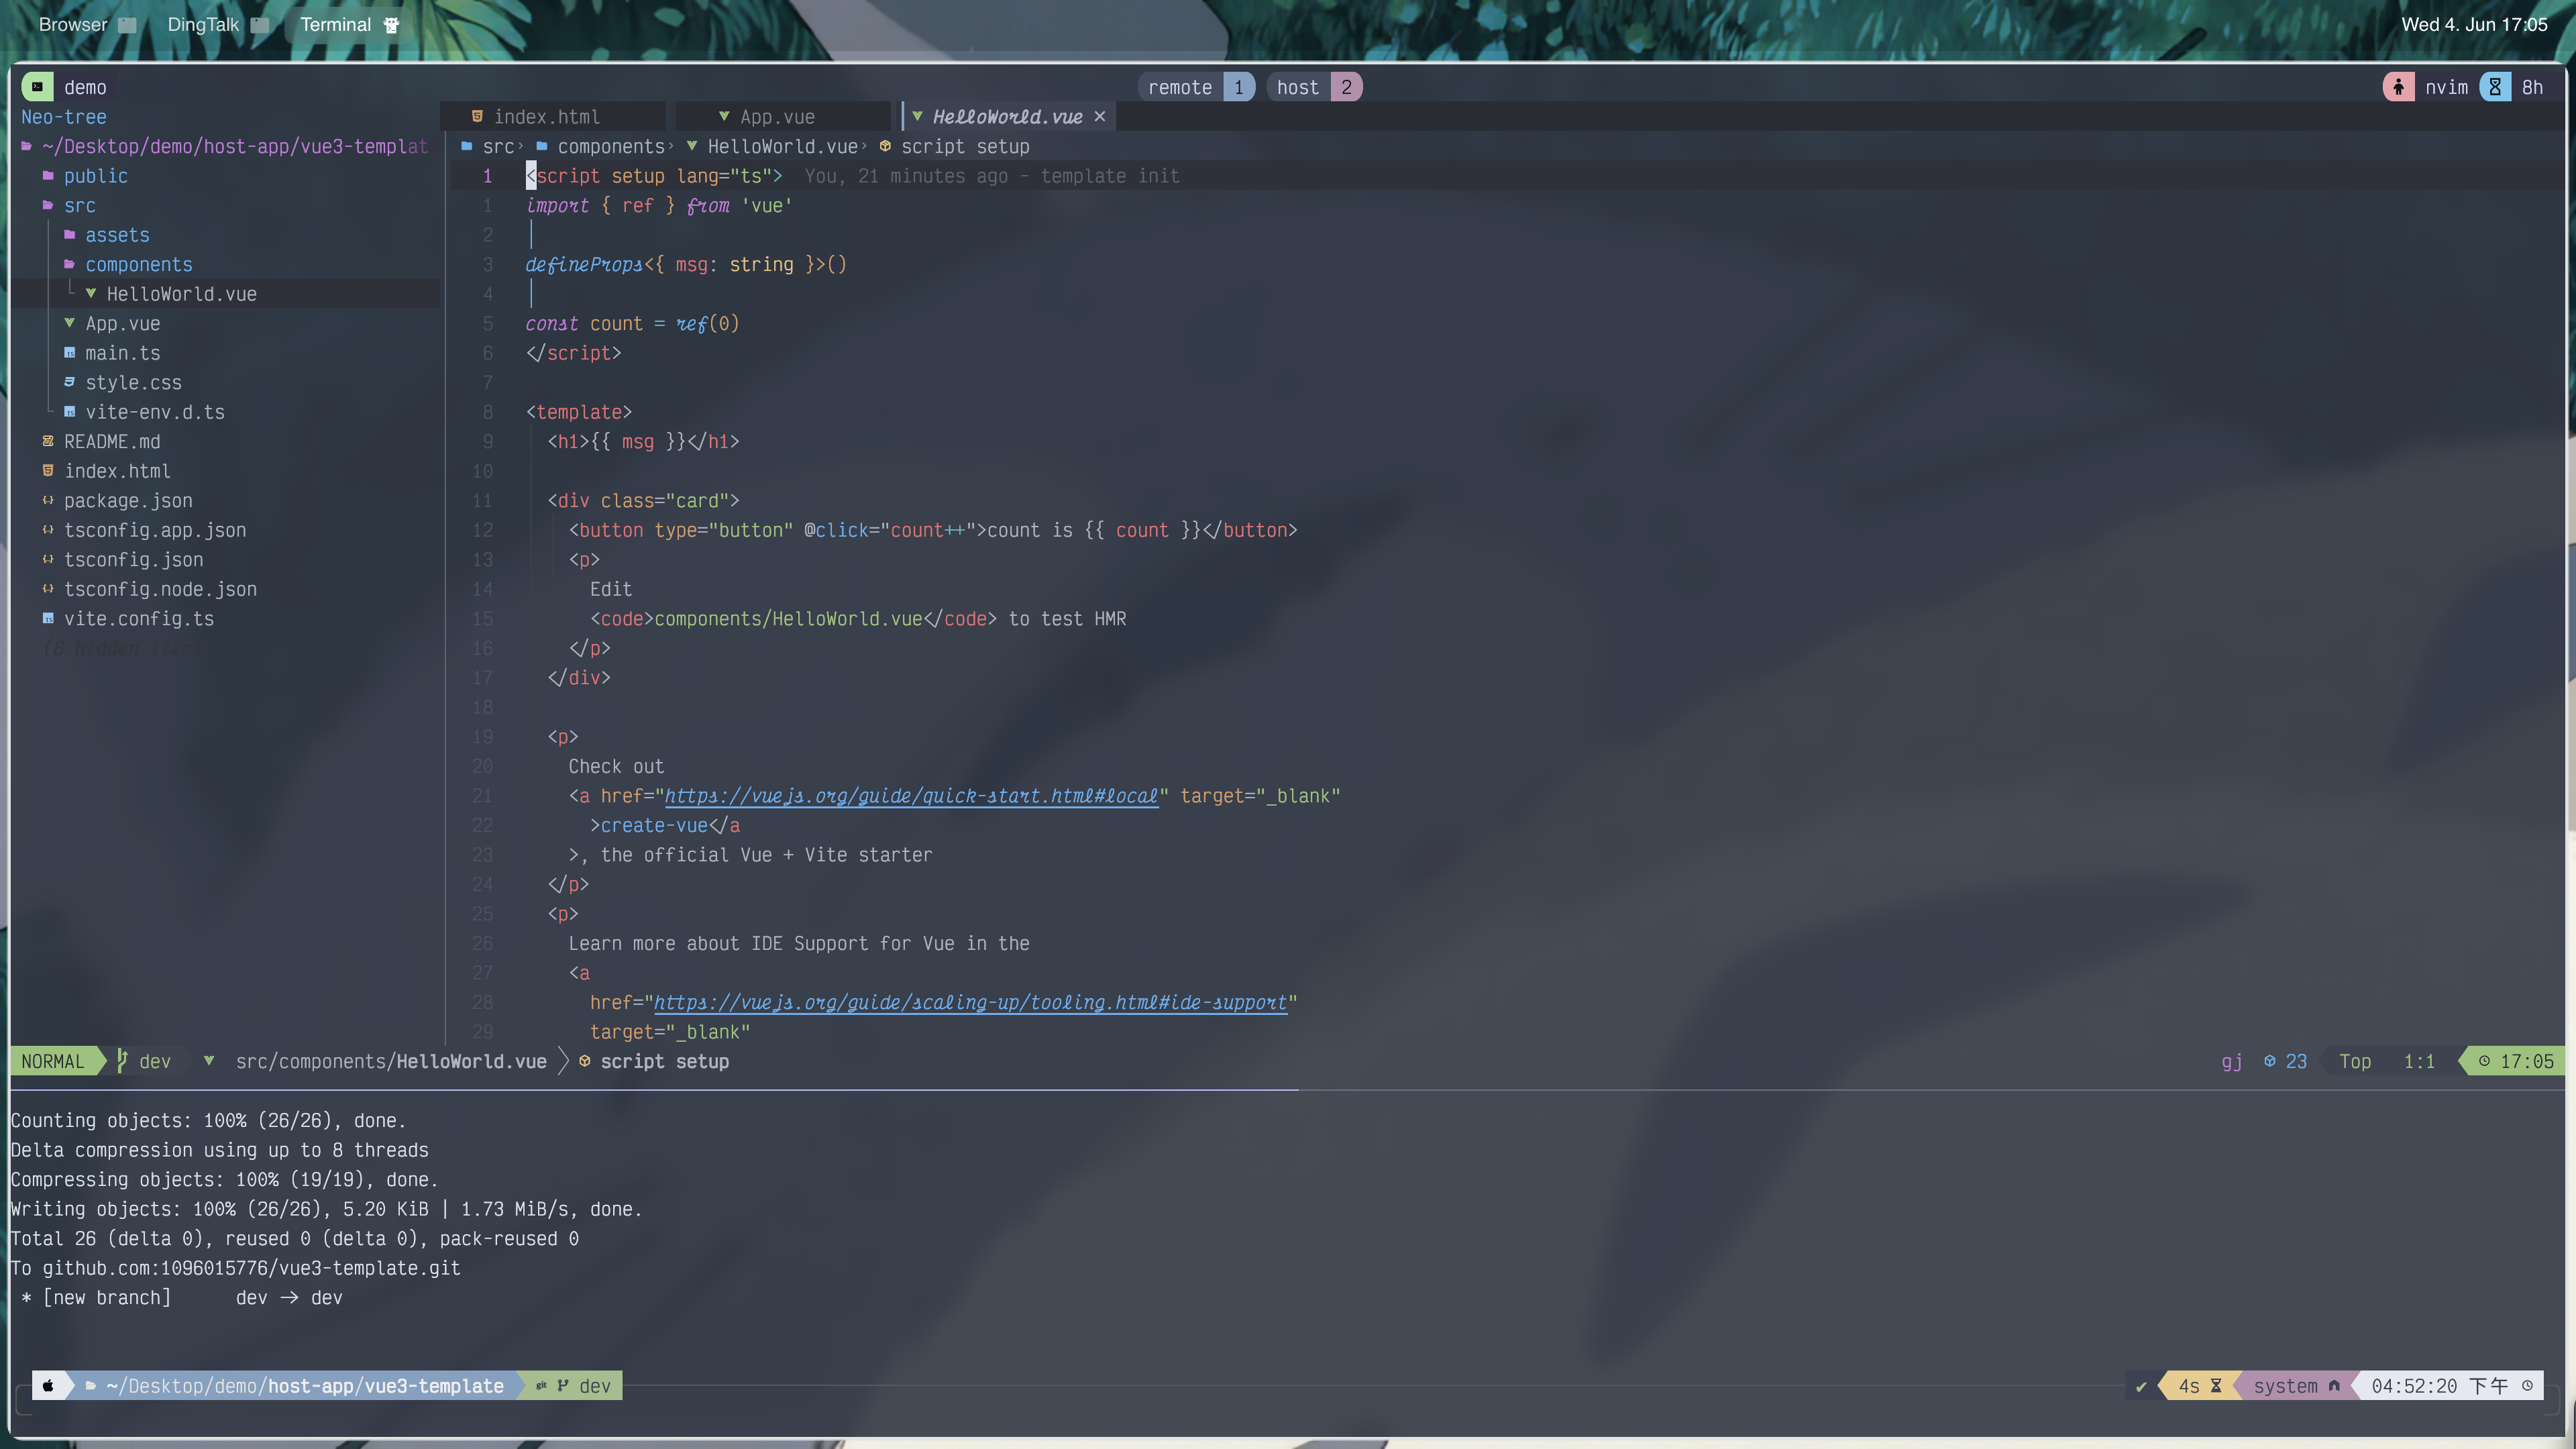 Browser DingTalk Terminal Wed 4. Jun 17:05
demo remote 1 host 2 nvim 8h
Neo-tree
~/Desktop/demo/host-app/vue3-templat
public
src
assets
components
HelloWorld.vue
App.vue
main.ts
style.css
vite-env.d.ts
README.md
index.html
package.json
tsconfig.app.json
tsconfig.json
tsconfig.node.json
vite.config.ts
(8 hidden item
index.html App.vue HelloWorld.vue ×
src › components › HelloWorld.vue › script setup
1 <script setup lang="ts"> You, 21 minutes ago - template init
1 import { ref } from 'vue'
2
3 defineProps<{ msg: string }>()
4
5 const count = ref(0)
6 </script>
7
8 <template>
9 <h1>{{ msg }}</h1>
10
11 <div class="card">
12 <button type="button" @click="count++">count is {{ count }}</button>
13 <p>
14 Edit
15 <code>components/HelloWorld.vue</code> to test HMR
16 </p>
17 </div>
18
19 <p>
20 Check out
21 <a href="https://vuejs.org/guide/quick-start.html#local" target="_blank"
22 >create-vue</a
23 >, the official Vue + Vite starter
24 </p>
25 <p>
26 Learn more about IDE Support for Vue in the
27 <a
28 href="https://vuejs.org/guide/scaling-up/tooling.html#ide-support"
29 target="_blank"
NORMAL dev src/components/HelloWorld.vue script setup gj 23 Top 1:1 17:05
Counting objects: 100% (26/26), done.
Delta compression using up to 8 threads
Compressing objects: 100% (19/19), done.
Writing objects: 100% (26/26), 5.20 KiB | 1.73 MiB/s, done.
Total 26 (delta 0), reused 0 (delta 0), pack-reused 0
To github.com:1096015776/vue3-template.git
* [new branch] dev -> dev
~/Desktop/demo/host-app/vue3-template git dev ✔ 4s system 04:52:20 下午